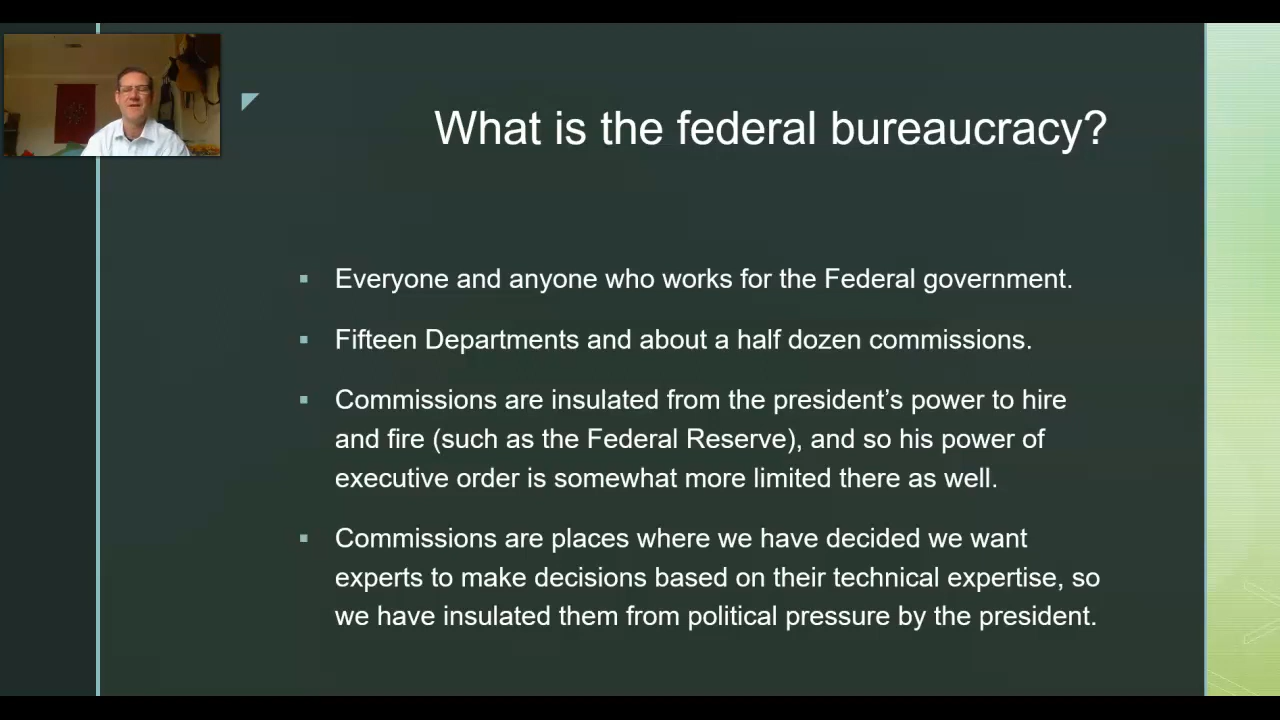 What is the federal bureaucracy?
▪ Everyone and anyone who works for the Federal government.
▪ Fifteen Departments and about a half dozen commissions.
▪ Commissions are insulated from the president’s power to hire
and fire (such as the Federal Reserve), and so his power of
executive order is somewhat more limited there as well.
▪ Commissions are places where we have decided we want
experts to make decisions based on their technical expertise, so
we have insulated them from political pressure by the president.